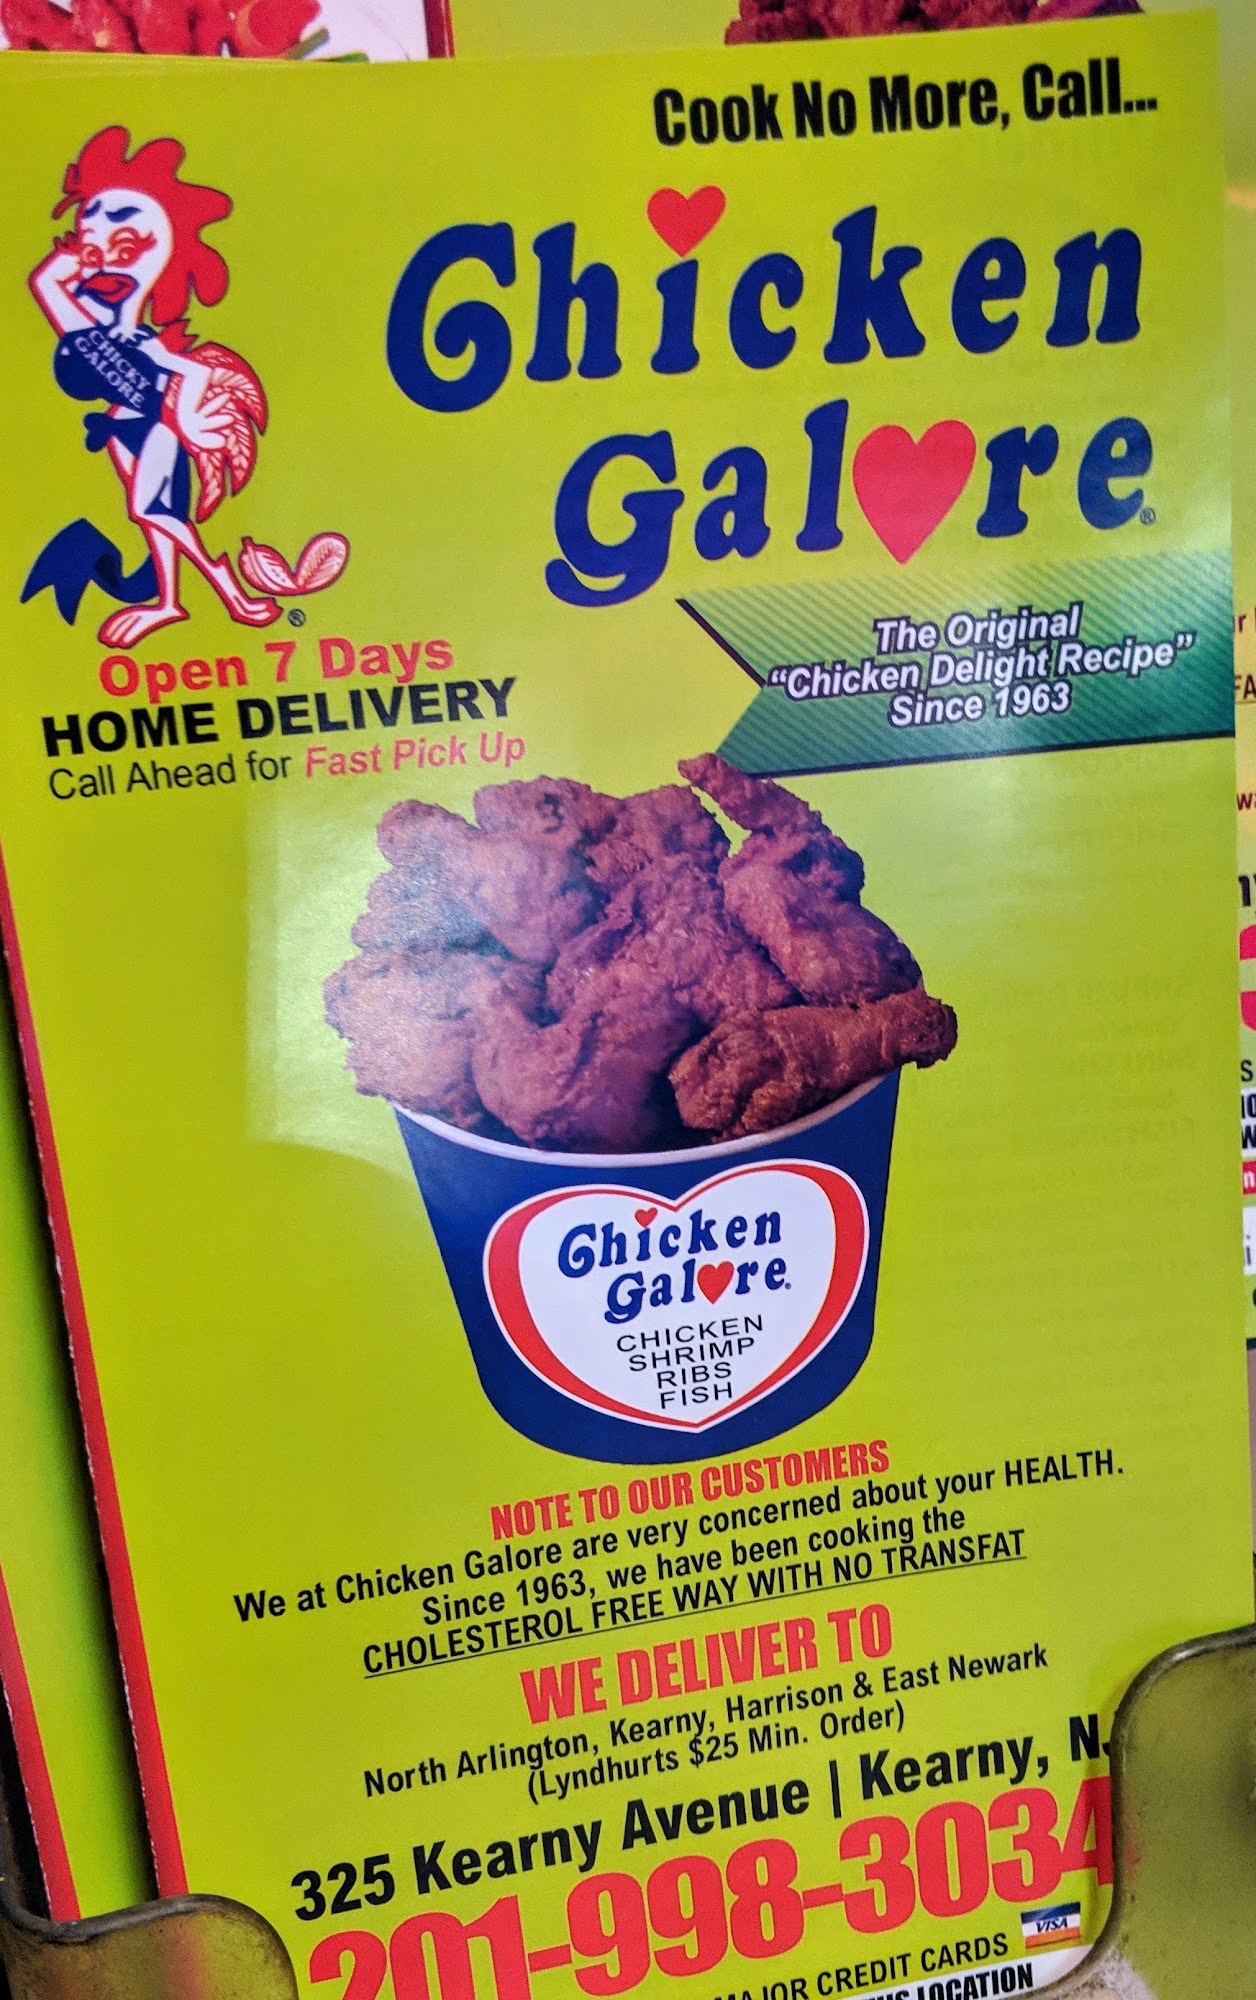 Cook No More, Call...
Chicken
Galore®
CHICKY
GALORE
®
The Original
"Chicken Delight Recipe"
Since 1963
Open 7 Days
HOME DELIVERY
Call Ahead for Fast Pick Up
Chicken
Galore.
CHICKEN
SHRIMP
RIBS
FISH
NOTE TO OUR CUSTOMERS
We at Chicken Galore are very concerned about your HEALTH.
Since 1963, we have been cooking the
CHOLESTEROL FREE WAY WITH NO TRANSFAT
WE DELIVER TO
North Arlington, Kearny, Harrison & East Newark
(Lyndhurts $25 Min. Order)
325 Kearny Avenue | Kearny, N.
201-998-3034
VISA
CREDIT CARDS
LOCATION